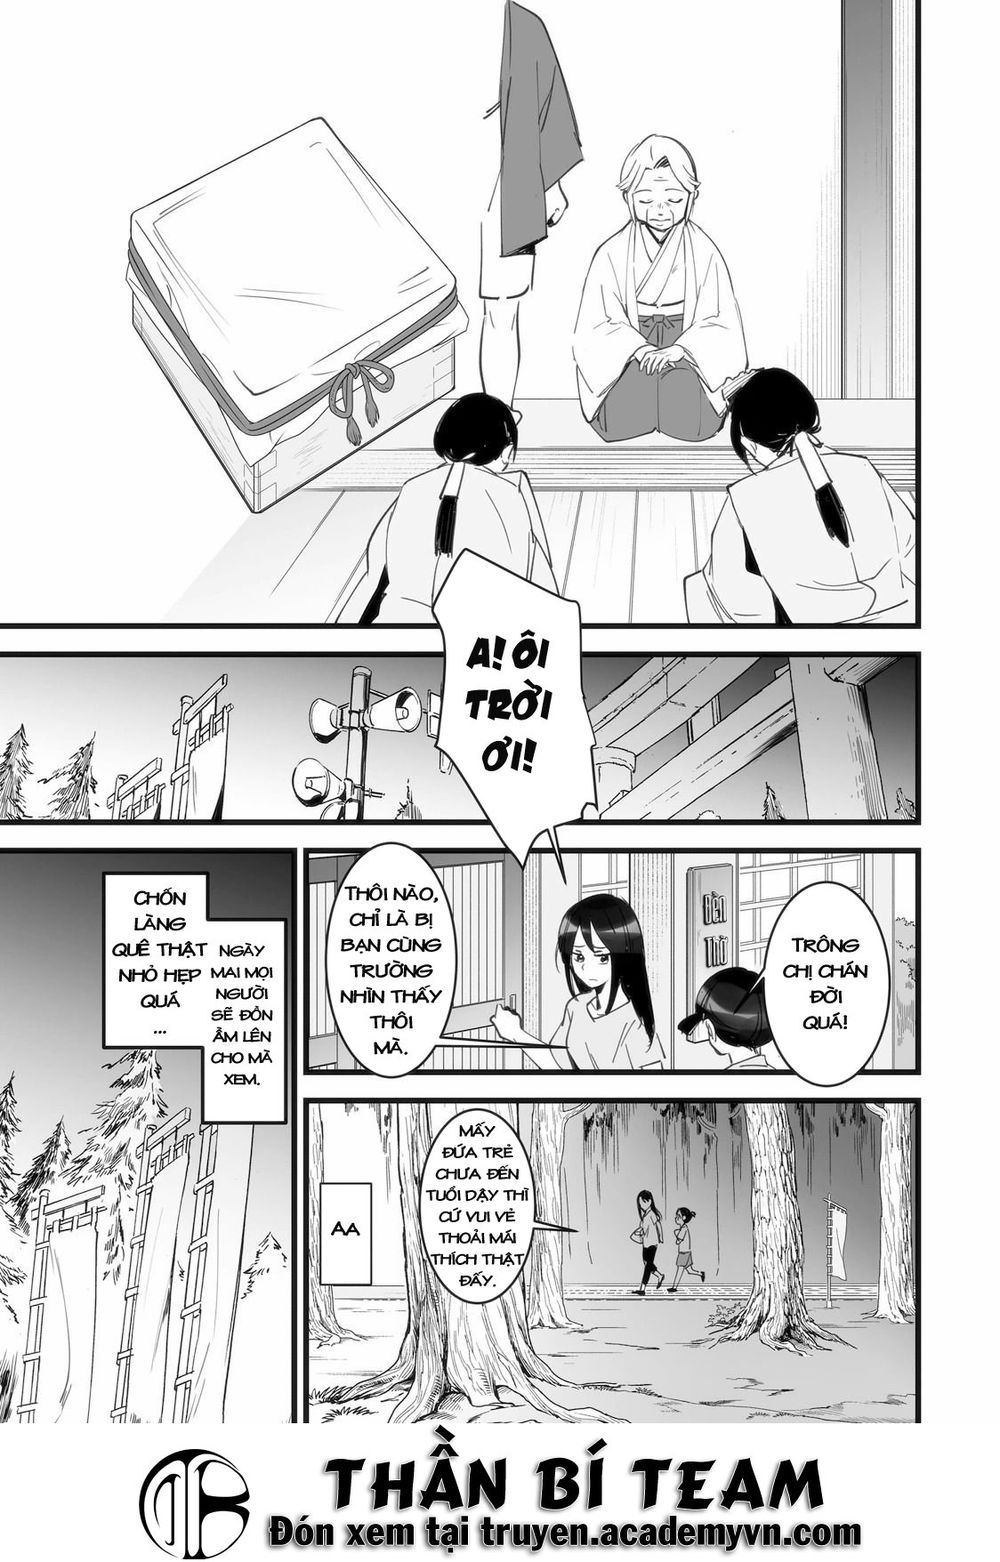 A! ÔI
TRỜI
ƠI!
TRÔNG
CHỊ CHÁN
ĐỜI
QUÁ!
Đền
Thờ
THÔI NÀO,
CHỈ LÀ BỊ
BẠN CÙNG
TRƯỜNG
NHÌN THẤY
THÔI
MÀ.
NGÀY
MAI MỌI
NGƯỜI
SẼ ĐỒN
ẦM LÊN
CHO MÀ
XEM.
CHỐN
LÀNG
QUÊ THẬT
NHỎ HẸP
QUÁ
...
MẤY
ĐỨA TRẺ
CHƯA ĐẾN
TUỔI DẬY THÌ
CỨ VUI VẺ
THOẢI MÁI
THÍCH THẬT
ĐẤY.
AA
THẦN BÍ TEAM
Đón xem tại truyen.academyvn.com